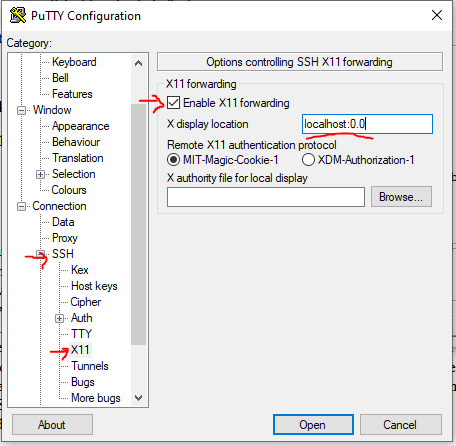 PuTTY Configuration
Category:
Keyboard
Bell
Features
Window
Appearance
Behaviour
Translation
Selection
Colours
Connection
Data
Proxy
SSH
Kex
Host keys
Cipher
Auth
TTY
X11
Tunnels
Bugs
More bugs
Options controlling SSH X11 forwarding
X11 forwarding
Enable X11 forwarding
X display location localhost:0.0
Remote X11 authentication protocol
MIT-Magic-Cookie-1 XDM-Authorization-1
X authority file for local display
Browse...
About Open Cancel